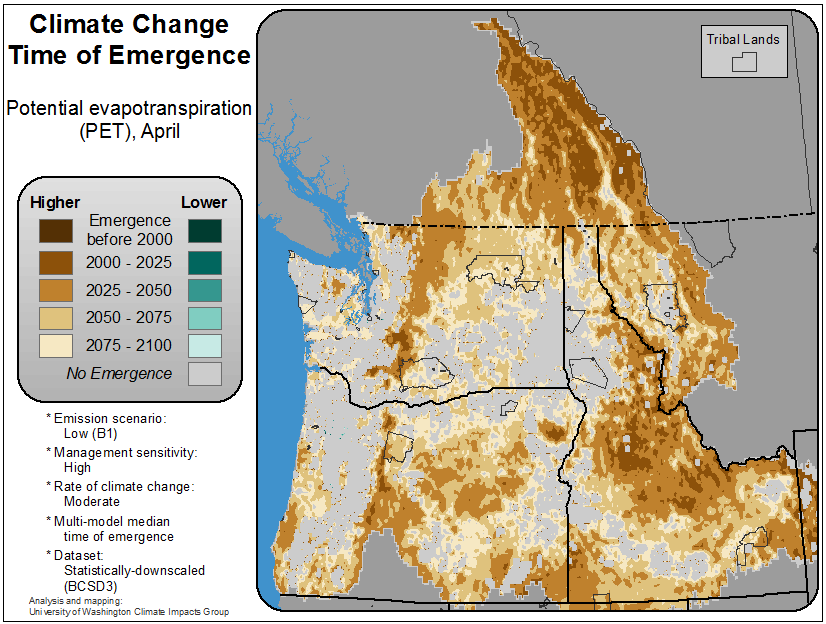 Climate Change
Time of Emergence
Potential evapotranspiration
(PET), April
Higher
Lower
Emergence
before 2000
2000 - 2025
2025 - 2050
2050 - 2075
2075 - 2100
No Emergence
* Emission scenario:
Low (B1)
* Management sensitivity:
High
* Rate of climate change:
Moderate
* Multi-model median
time of emergence
* Dataset:
Statistically-downscaled
(BCSD3)
Analysis and mapping:
University of Washington Climate Impacts Group
Tribal Lands